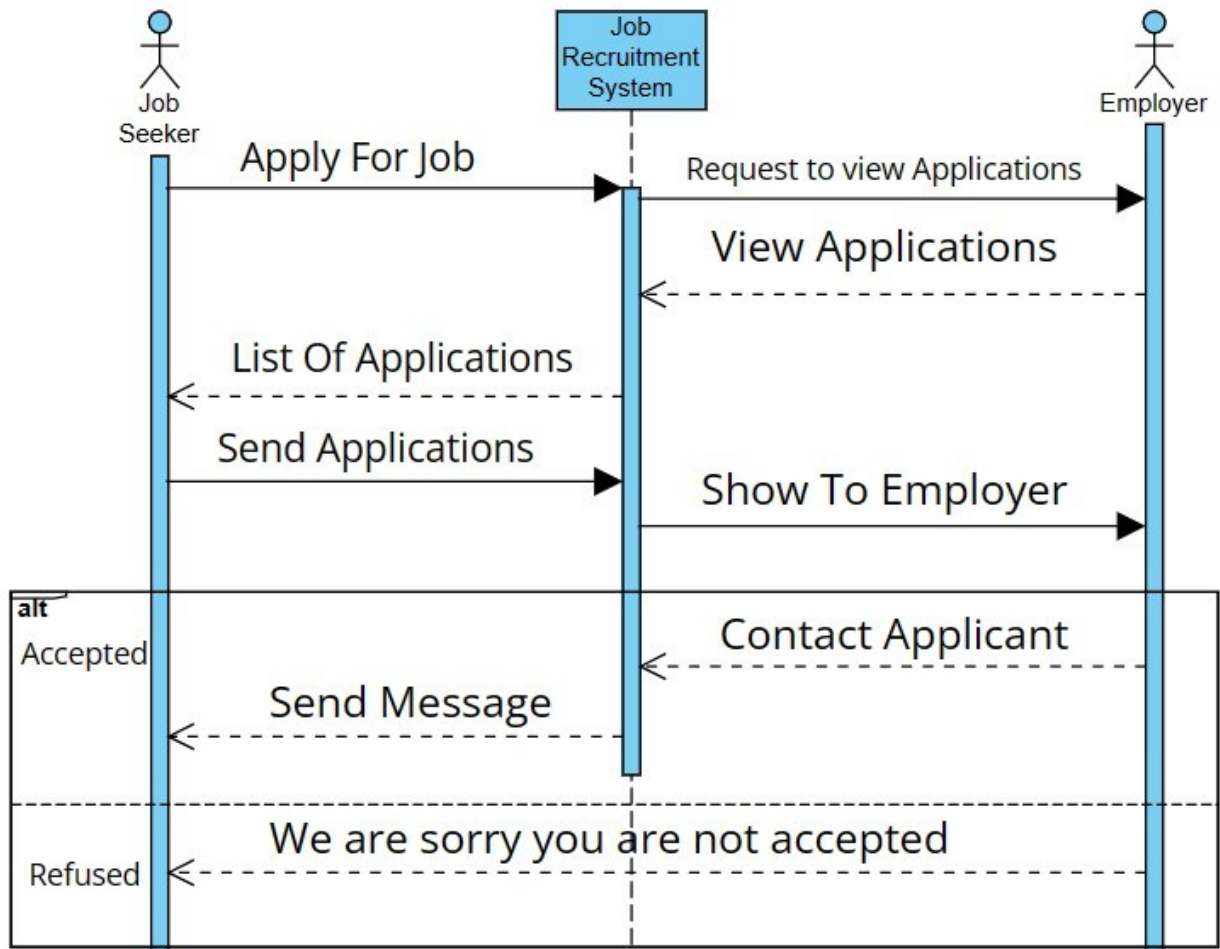 Job
Seeker
Job
Recruitment
System
Employer
Apply For Job
Request to view Applications
View Applications
List Of Applications
Send Applications
Show To Employer
alt
Accepted
Contact Applicant
Send Message
We are sorry you are not accepted
Refused